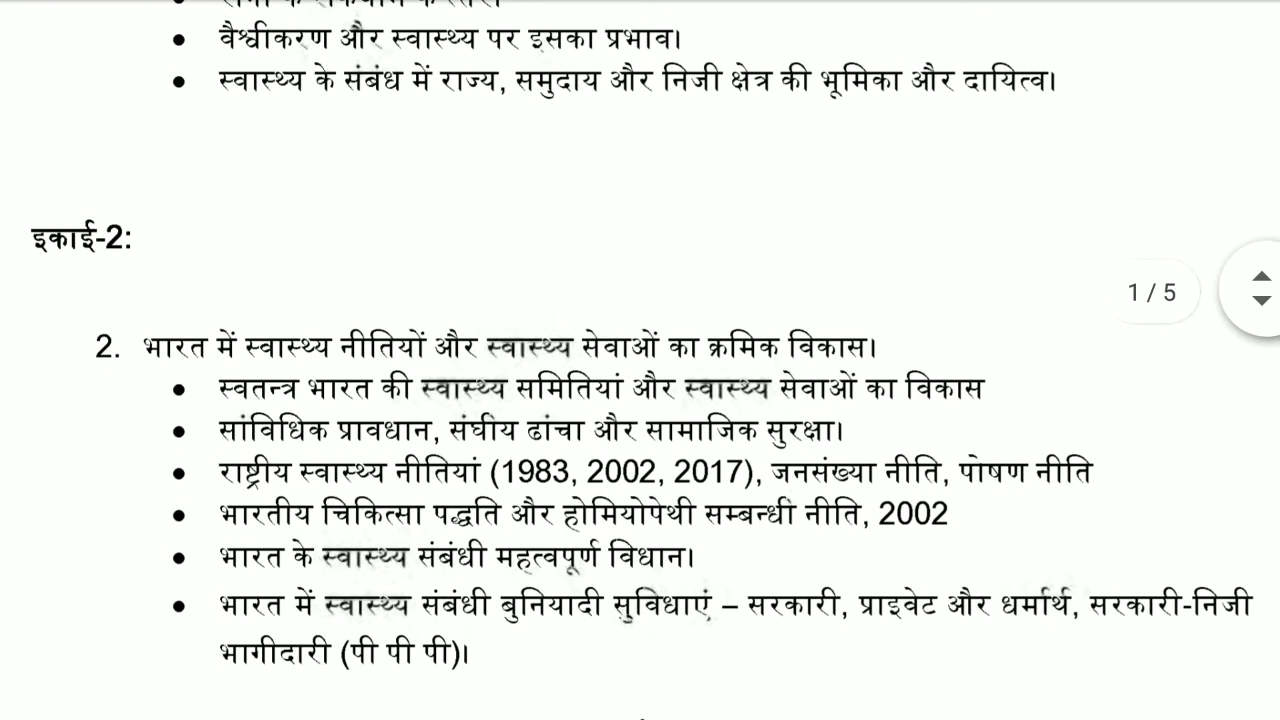 वैश्वीकरण और स्वास्थ्य पर इसका प्रभाव।
स्वास्थ्य के संबंध में राज्य, समुदाय और निजी क्षेत्र की भूमिका और दायित्व।
इकाई-2:
1 / 5
2. भारत में स्वास्थ्य नीतियों और स्वास्थ्य सेवाओं का क्रमिक विकास।
स्वतन्त्र भारत की स्वास्थ्य समितियां और स्वास्थ्य सेवाओं का विकास
सांविधिक प्रावधान, संघीय ढांचा और सामाजिक सुरक्षा।
राष्ट्रीय स्वास्थ्य नीतियां (1983, 2002, 2017), जनसंख्या नीति, पोषण नीति
भारतीय चिकित्सा पद्धति और होमियोपेथी सम्बन्धी नीति, 2002
भारत के स्वास्थ्य संबंधी महत्वपूर्ण विधान।
भारत में स्वास्थ्य संबंधी बुनियादी सुविधाएं – सरकारी, प्राइवेट और धर्मार्थ, सरकारी-निजी
भागीदारी (पी पी पी)।